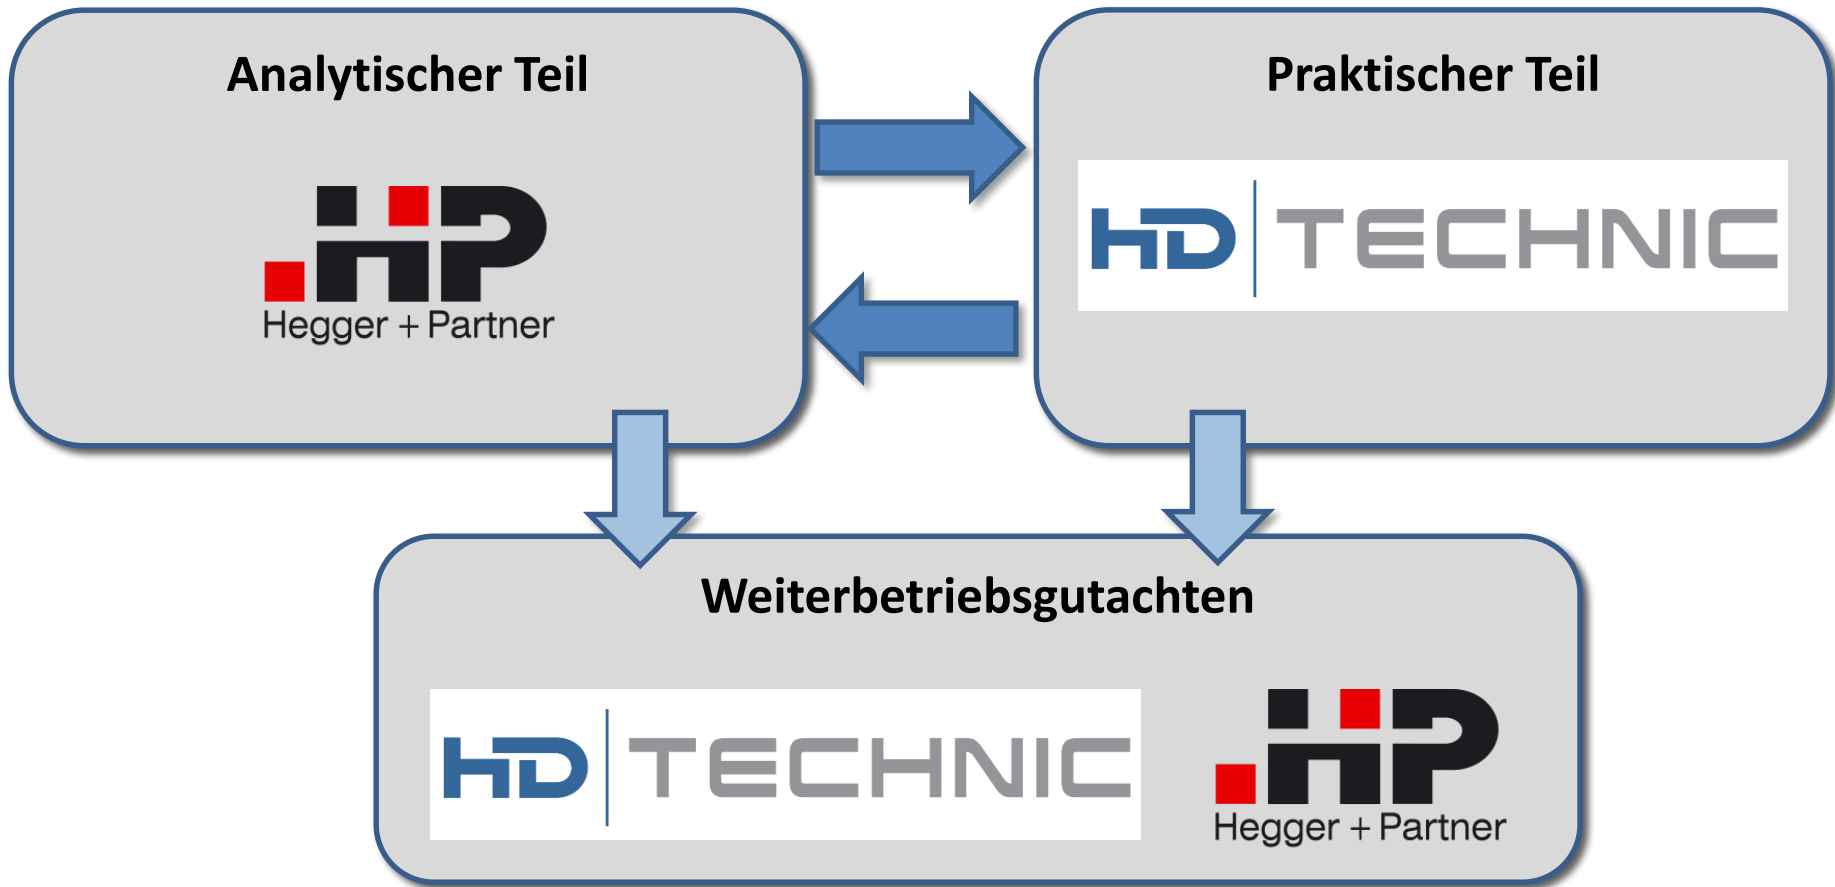 Analytischer Teil
HP
Hegger + Partner
Praktischer Teil
HD TECHNIC
Weiterbetriebsgutachten
HD TECHNIC
HP
Hegger + Partner